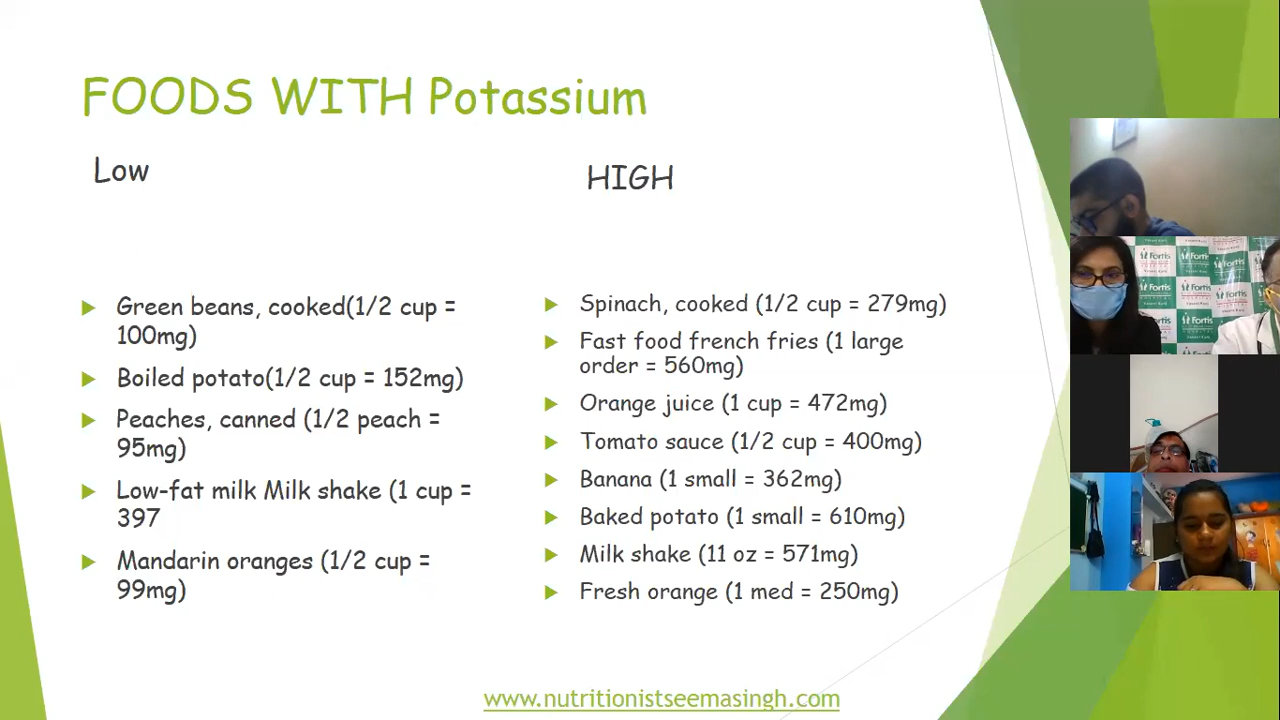 FOODS WITH Potassium
Low
Green beans, cooked(1/2 cup =
100mg)
Boiled potato(1/2 cup = 152mg)
Peaches, canned (1/2 peach =
95mg)
Low-fat milk Milk shake (1 cup =
397
Mandarin oranges (1/2 cup =
99mg)
HIGH
Spinach, cooked (1/2 cup = 279mg)
Fast food french fries (1 large
order = 560mg)
Orange juice (1 cup = 472mg)
Tomato sauce (1/2 cup = 400mg)
Banana (1 small = 362mg)
Baked potato (1 small = 610mg)
Milk shake (11 oz = 571mg)
Fresh orange (1 med = 250mg)
www.nutritionistseemasingh.com
Fortis
Fortis
Fortis